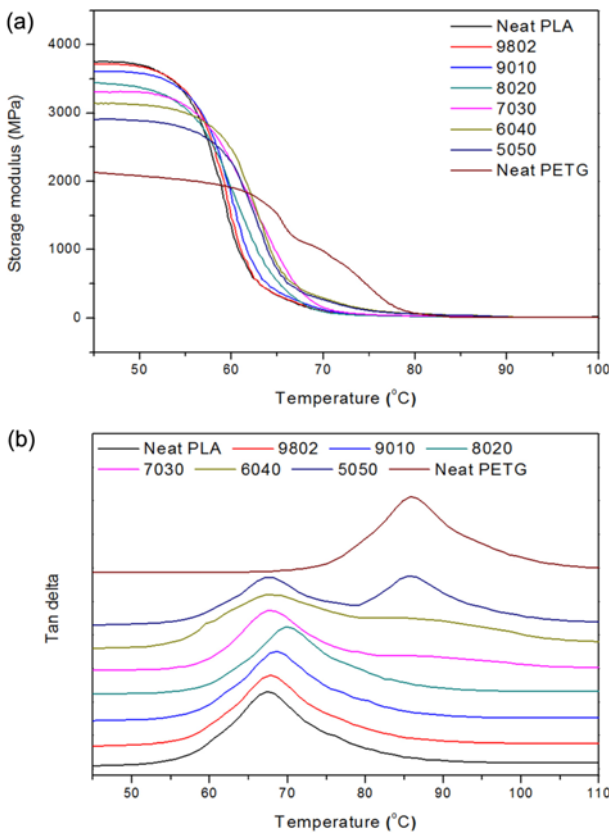 (a)
Neat PLA
9802
9010
8020
7030
6040
5050
Neat PETG
4000
3000
2000
1000
0
Storage modulus (MPa)
50 60 70 80 90 100
Temperature (°C)
(b)
Neat PLA 9802 9010 8020
7030 6040 5050 Neat PETG
Tan delta
50 60 70 80 90 100 110
Temperature (°C)